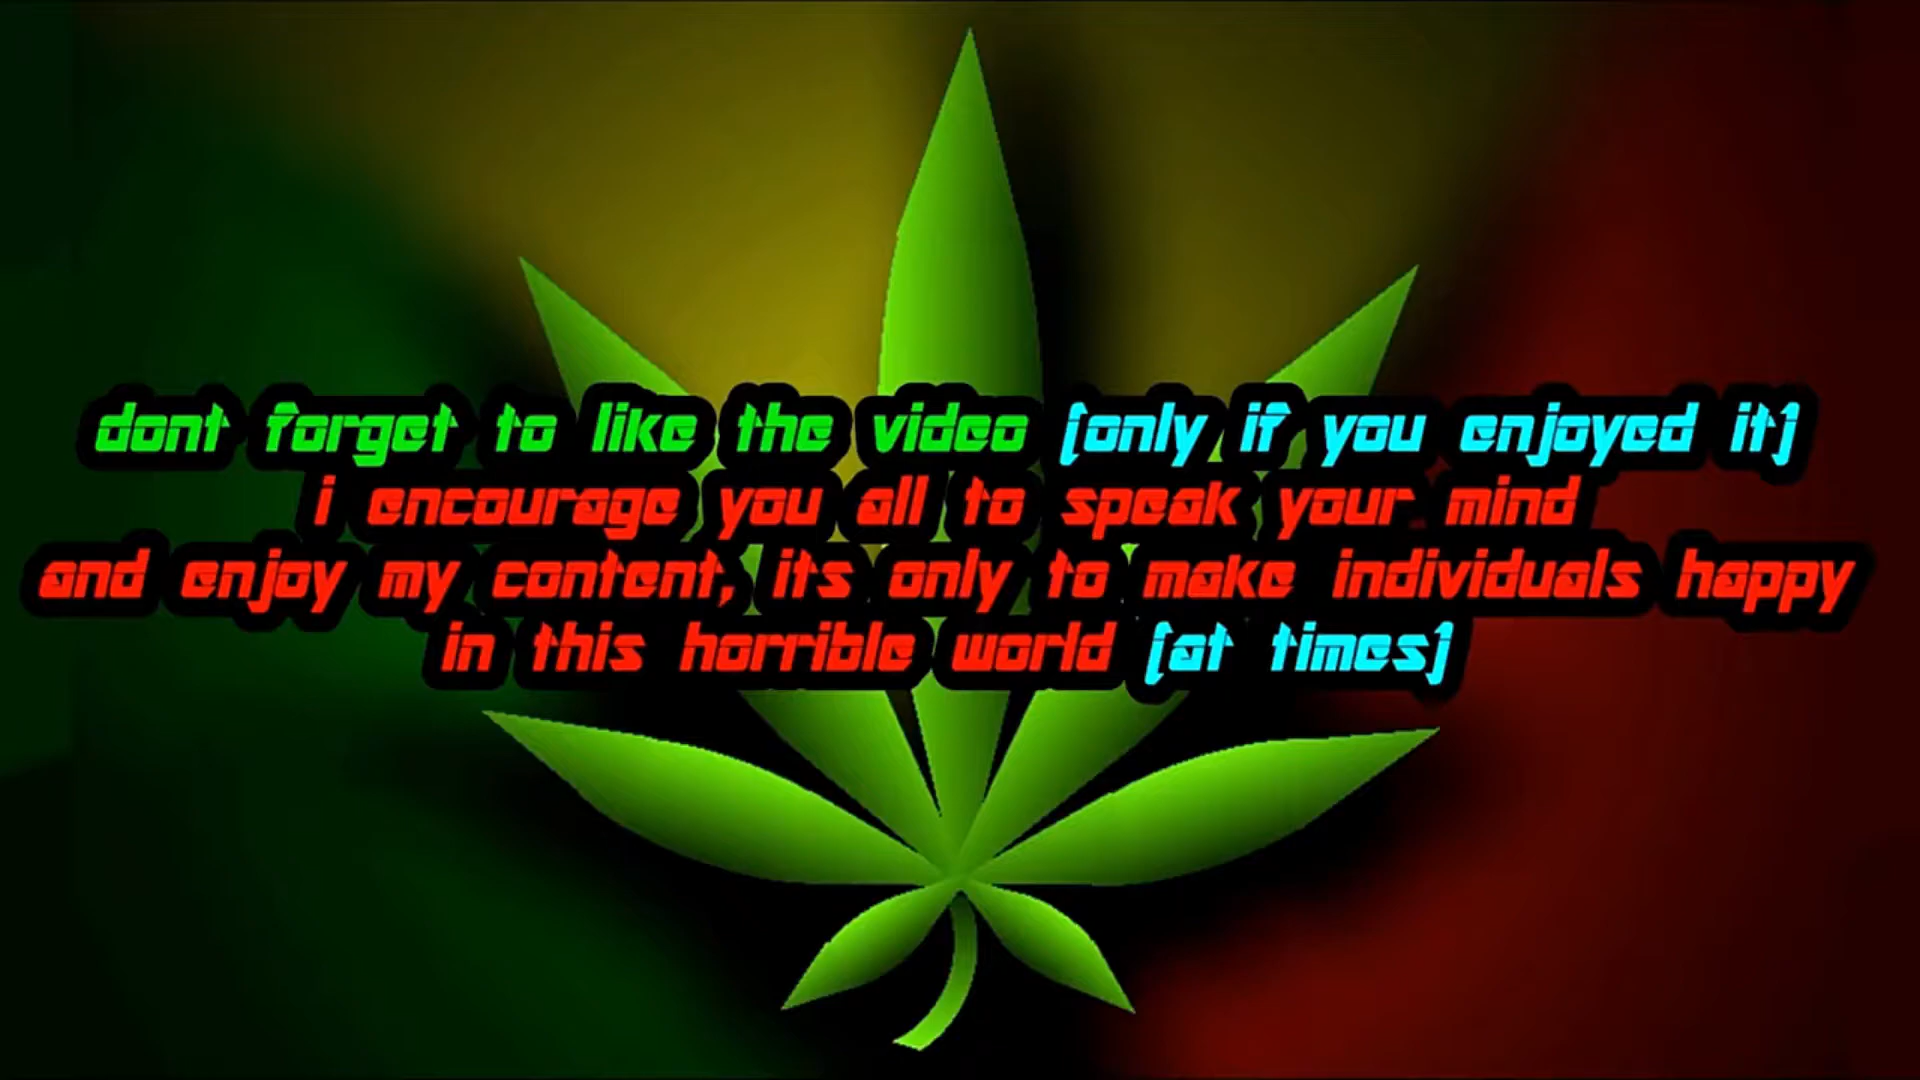 dont forget to like the video (only if you enjoyed it)
i encourage you all to speak your mind
and enjoy my content, its only to make individuals happy
in this horrible world (at times)